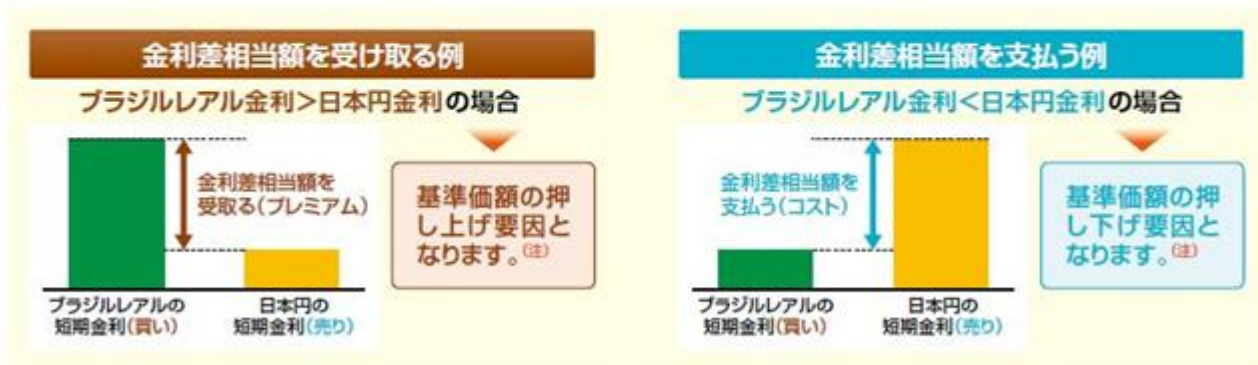 金利差相当額を受け取る例
ブラジルレアル金利>日本円金利の場合
金利差相当額を
受取る(プレミアム)
基準価額の押
し上げ要因と
なります。(注)
ブラジルレアルの
短期金利(買い)
日本円の
短期金利(売り)
金利差相当額を支払う例
ブラジルレアル金利<日本円金利の場合
金利差相当額を
支払う(コスト)
基準価額の押
し下げ要因と
なります。(注)
ブラジルレアルの
短期金利(買い)
日本円の
短期金利(売り)